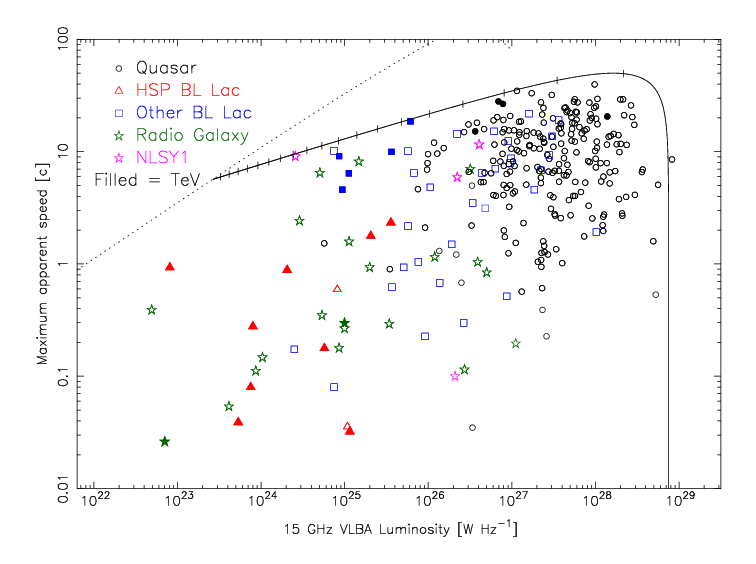 100
10
1
0.1
0.01
Maximum apparent speed [c]
Quasar
HSP BL Lac
Other BL Lac
Radio Galaxy
NLSY1
Filled = TeV
10²² 10²³ 10²⁴ 10²⁵ 10²⁶ 10²⁷ 10²⁸ 10²⁹
15 GHz VLBA Luminosity [W Hz⁻¹]